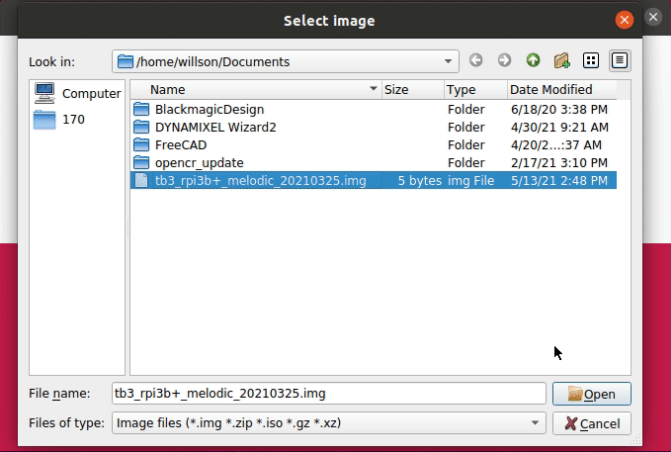 Select image
Look in: /home/willson/Documents
Computer
170
Name Size Type Date Modified
BlackmagicDesign Folder 6/18/20 3:38 PM
DYNAMIXEL Wizard2 Folder 4/30/21 9:21 AM
FreeCAD Folder 4/20/2...:37 AM
opencr_update Folder 2/17/21 3:10 PM
tb3_rpi3b+_melodic_20210325.img 5 bytes img File 5/13/21 2:48 PM
File name: tb3_rpi3b+_melodic_20210325.img Open
Files of type: Image files (*.img *.zip *.iso *.gz *.xz) Cancel